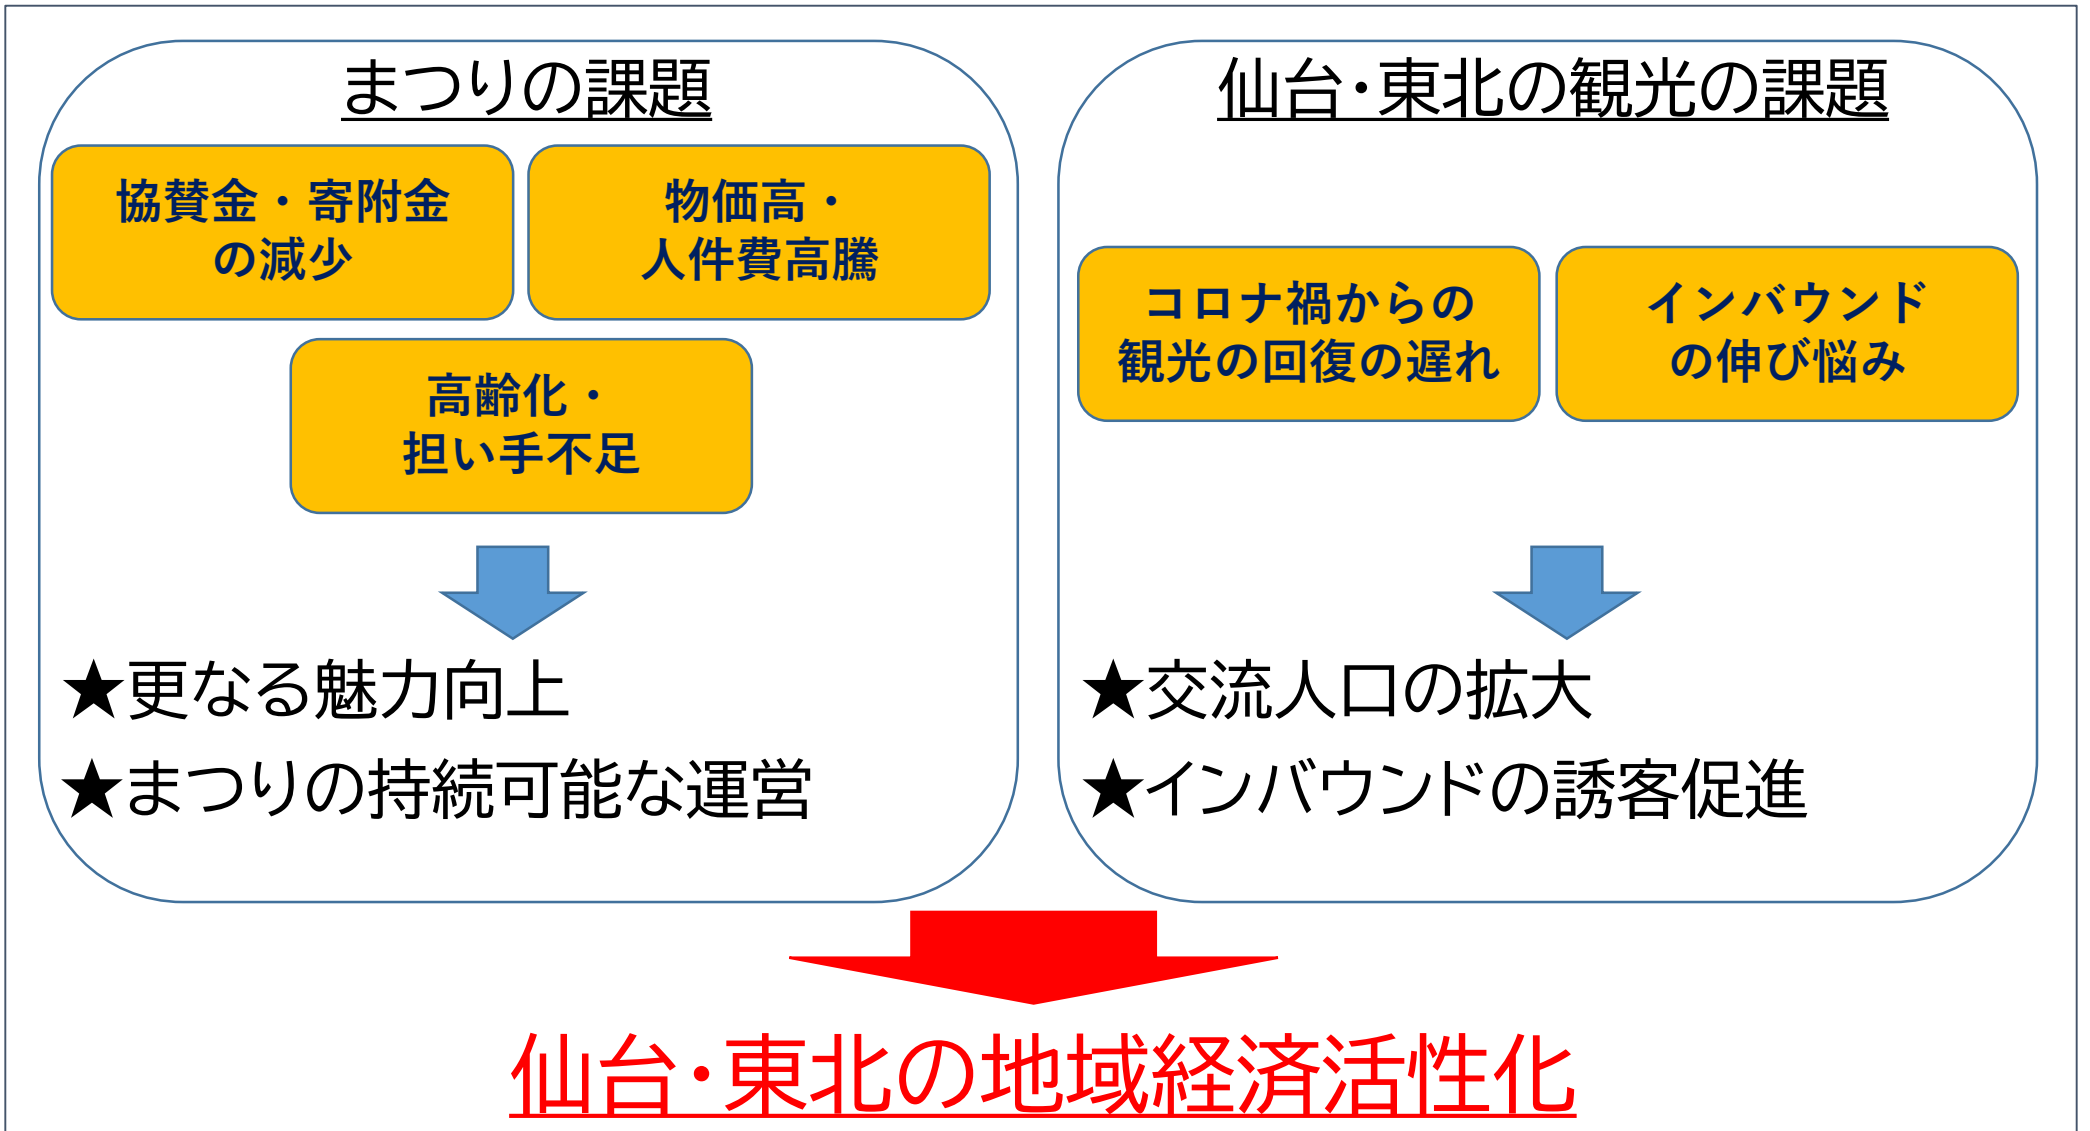 まつりの課題
協賛金・寄附金
の減少
物価高・
人件費高騰
高齢化・
担い手不足
★更なる魅力向上
★まつりの持続可能な運営
仙台・東北の観光の課題
コロナ禍からの
観光の回復の遅れ
インバウンド
の伸び悩み
★交流人口の拡大
★インバウンドの誘客促進
仙台・東北の地域経済活性化